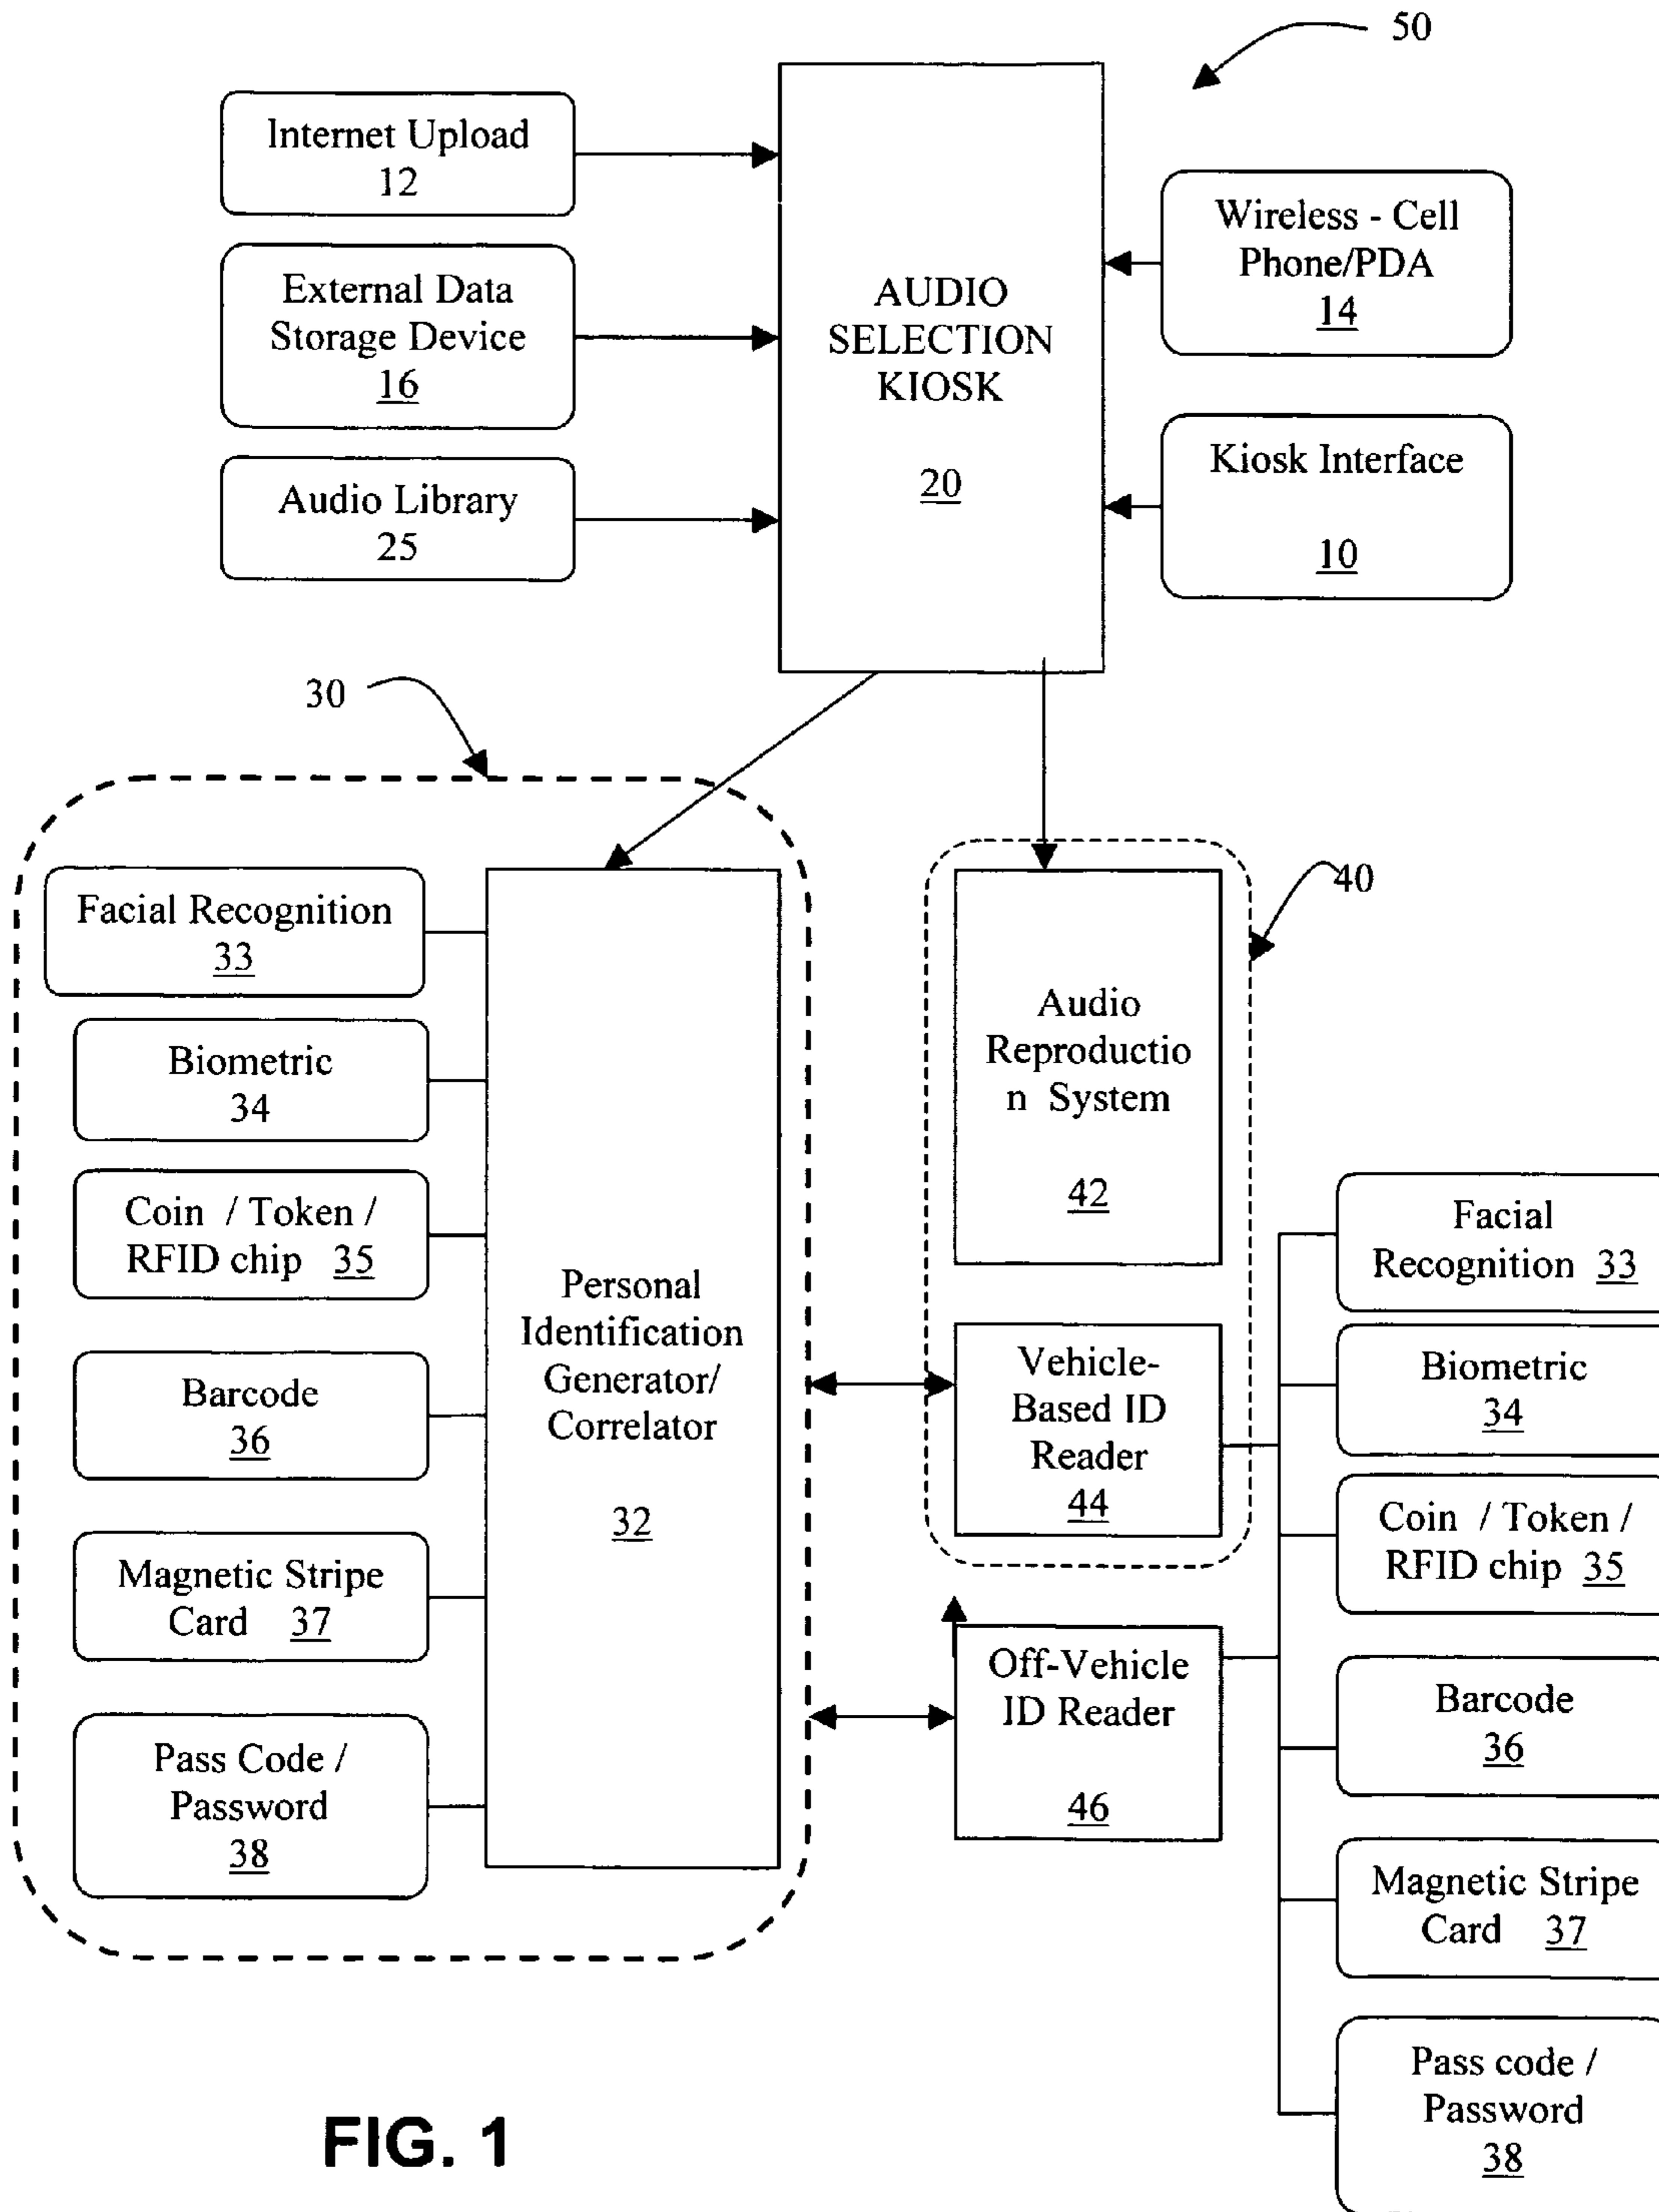 50
Internet Upload
12
External Data
Storage Device
16
Audio Library
25
AUDIO
SELECTION
KIOSK
20
Wireless - Cell
Phone/PDA
14
Kiosk Interface
10
30
Facial Recognition
33
Biometric
34
Coin / Token /
RFID chip 35
Barcode
36
Magnetic Stripe
Card 37
Pass Code /
Password
38
Personal
Identification
Generator/
Correlator
32
40
Audio
Reproductio
n System
42
Vehicle-
Based ID
Reader
44
Off-Vehicle
ID Reader
46
Facial
Recognition 33
Biometric
34
Coin / Token /
RFID chip 35
Barcode
36
Magnetic Stripe
Card 37
Pass code /
Password
38
FIG. 1